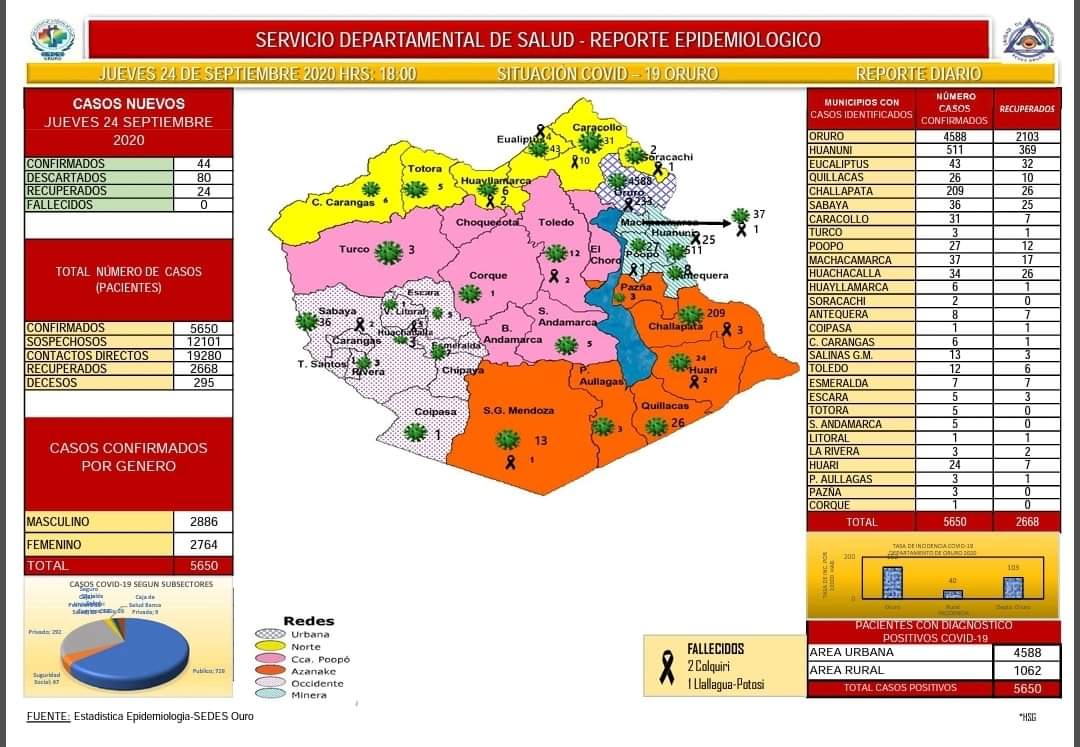 SERVICIO DEPARTAMENTAL DE SALUD - REPORTE EPIDEMIOLOGICO
JUEVES 24 DE SEPTIEMBRE 2020 HRS: 18:00 SITUACIÒN COVID – 19 ORURO REPORTE DIARIO
CASOS NUEVOS
JUEVES 24 SEPTIEMBRE
2020
CONFIRMADOS 44
DESCARTADOS 80
RECUPERADOS 24
FALLECIDOS 0
TOTAL NÚMERO DE CASOS
(PACIENTES)
CONFIRMADOS 5650
SOSPECHOSOS 12101
CONTACTOS DIRECTOS 19280
RECUPERADOS 2668
DECESOS 295
CASOS CONFIRMADOS
POR GENERO
MASCULINO 2886
FEMENINO 2764
TOTAL 5650
CASOS COVID-19 SEGUN SUBSECTORES
Caja de
Salud Banca
Privada; 9
Privado; 292
Seguridad
Social; 67
Publico; 729
Caracollo
31
Eualiptus
43
10
2
Soracachi
1
Totora
5
Huayllamarca
6
2
C. Carangas
6
4588
Oruro
233
Choquecota
Toledo
12
2
Machacamarca
37
1
Huanuni
25
511
Turco
3
El
Choro
27
Poopó
1
8
Antequera
Corque
1
Pazña
3
Escara
1
V. Litoral
5
Sabaya
36
2
Huachacalla
Carangas
3
Esmeralda
7
T. Santos
3
Rivera
Chipaya
B.
Andamarca
S.
Andamarca
5
209
Challapata
3
24
Huari
2
P.
Aullagas
3
Quillacas
26
Coipasa
1
S.G. Mendoza
13
1
Redes
Urbana
Norte
Cca. Poopó
Azanake
Occidente
Minera
FALLECIDOS
2 Colquiri
1 Llallagua-Potosi
MUNICIPIOS CON
CASOS IDENTIFICADOS
NÚMERO
CASOS
CONFIRMADOS
RECUPERADOS
ORURO 4588 2103
HUANUNI 511 369
EUCALIPTUS 43 32
QUILLACAS 26 10
CHALLAPATA 209 26
SABAYA 36 25
CARACOLLO 31 7
TURCO 3 1
POOPO 27 12
MACHACAMARCA 37 17
HUACHACALLA 34 26
HUAYLLAMARCA 6 1
SORACACHI 2 0
ANTEQUERA 8 7
COIPASA 1 1
C. CARANGAS 6 1
SALINAS G.M. 13 3
TOLEDO 12 6
ESMERALDA 7 7
ESCARA 5 3
TOTORA 5 0
S. ANDAMARCA 5 0
LITORAL 1 1
LA RIVERA 3 2
HUARI 24 7
P. AULLAGAS 3 1
PAZÑA 3 0
CORQUE 1 0
TOTAL 5650 2668
TASA DE INCIDENCIA COVID-19
DEPARTAMENTO DE ORURO 2020
TASA DE INC. POR
200
0
40
103
Oruro Rural Depto. Oruro
INCIDENCIA
PACIENTES CON DIAGNOSTICO
POSITIVOS COVID-19
AREA URBANA 4588
AREA RURAL 1062
TOTAL CASOS POSITIVOS 5650
FUENTE: Estadistica Epidemiologia-SEDES Ouro
*HSG